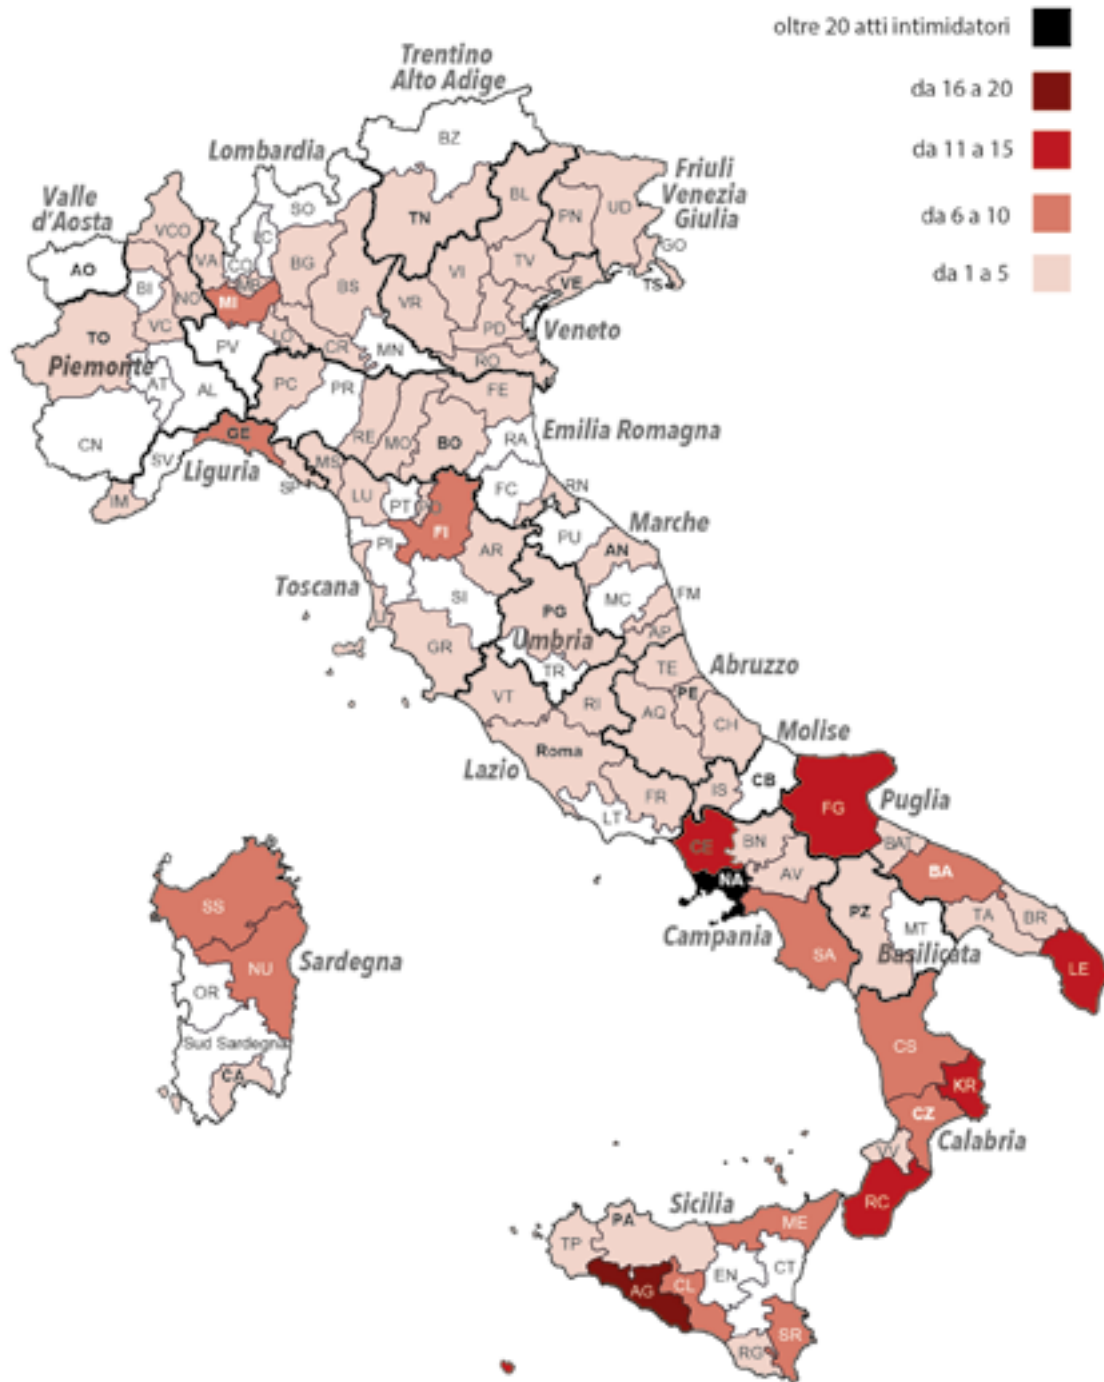 oltre 20 atti intimidatori
da 16 a 20
da 11 a 15
da 6 a 10
da 1 a 5
Trentino
Alto Adige
BZ
Lombardia
Friuli
Venezia
Giulia
Valle
d'Aosta
SO
TN
BL
PN
UD
GO
VCO
LC
AO
VA
CO
BG
VI
TV
TS
BI
NO
MB
BS
VE
MI
VR
TO
VC
LO
PD
Veneto
PV
CR
MN
RO
Piemonte
AT
AL
PC
PR
FE
CN
GE
RE
MO
BO
RA
Emilia Romagna
SV
Liguria
MS
SP
IM
LU
PT
PO
FC
RN
FI
PU
Marche
PI
AR
AN
Toscana
SI
PG
MC
FM
GR
Umbria
AP
TR
TE
Abruzzo
VT
RI
AQ
PE
CH
Roma
Molise
Lazio
FR
IS
CB
LT
FG
Puglia
CE
BN
BAT
NA
AV
BA
SS
Campania
PZ
MT
TA
BR
Sardegna
NU
SA
Basilicata
LE
OR
Sud Sardegna
CS
CA
KR
CZ
Calabria
VV
Sicilia
RC
PA
ME
TP
EN
CT
AG
CL
SR
RG